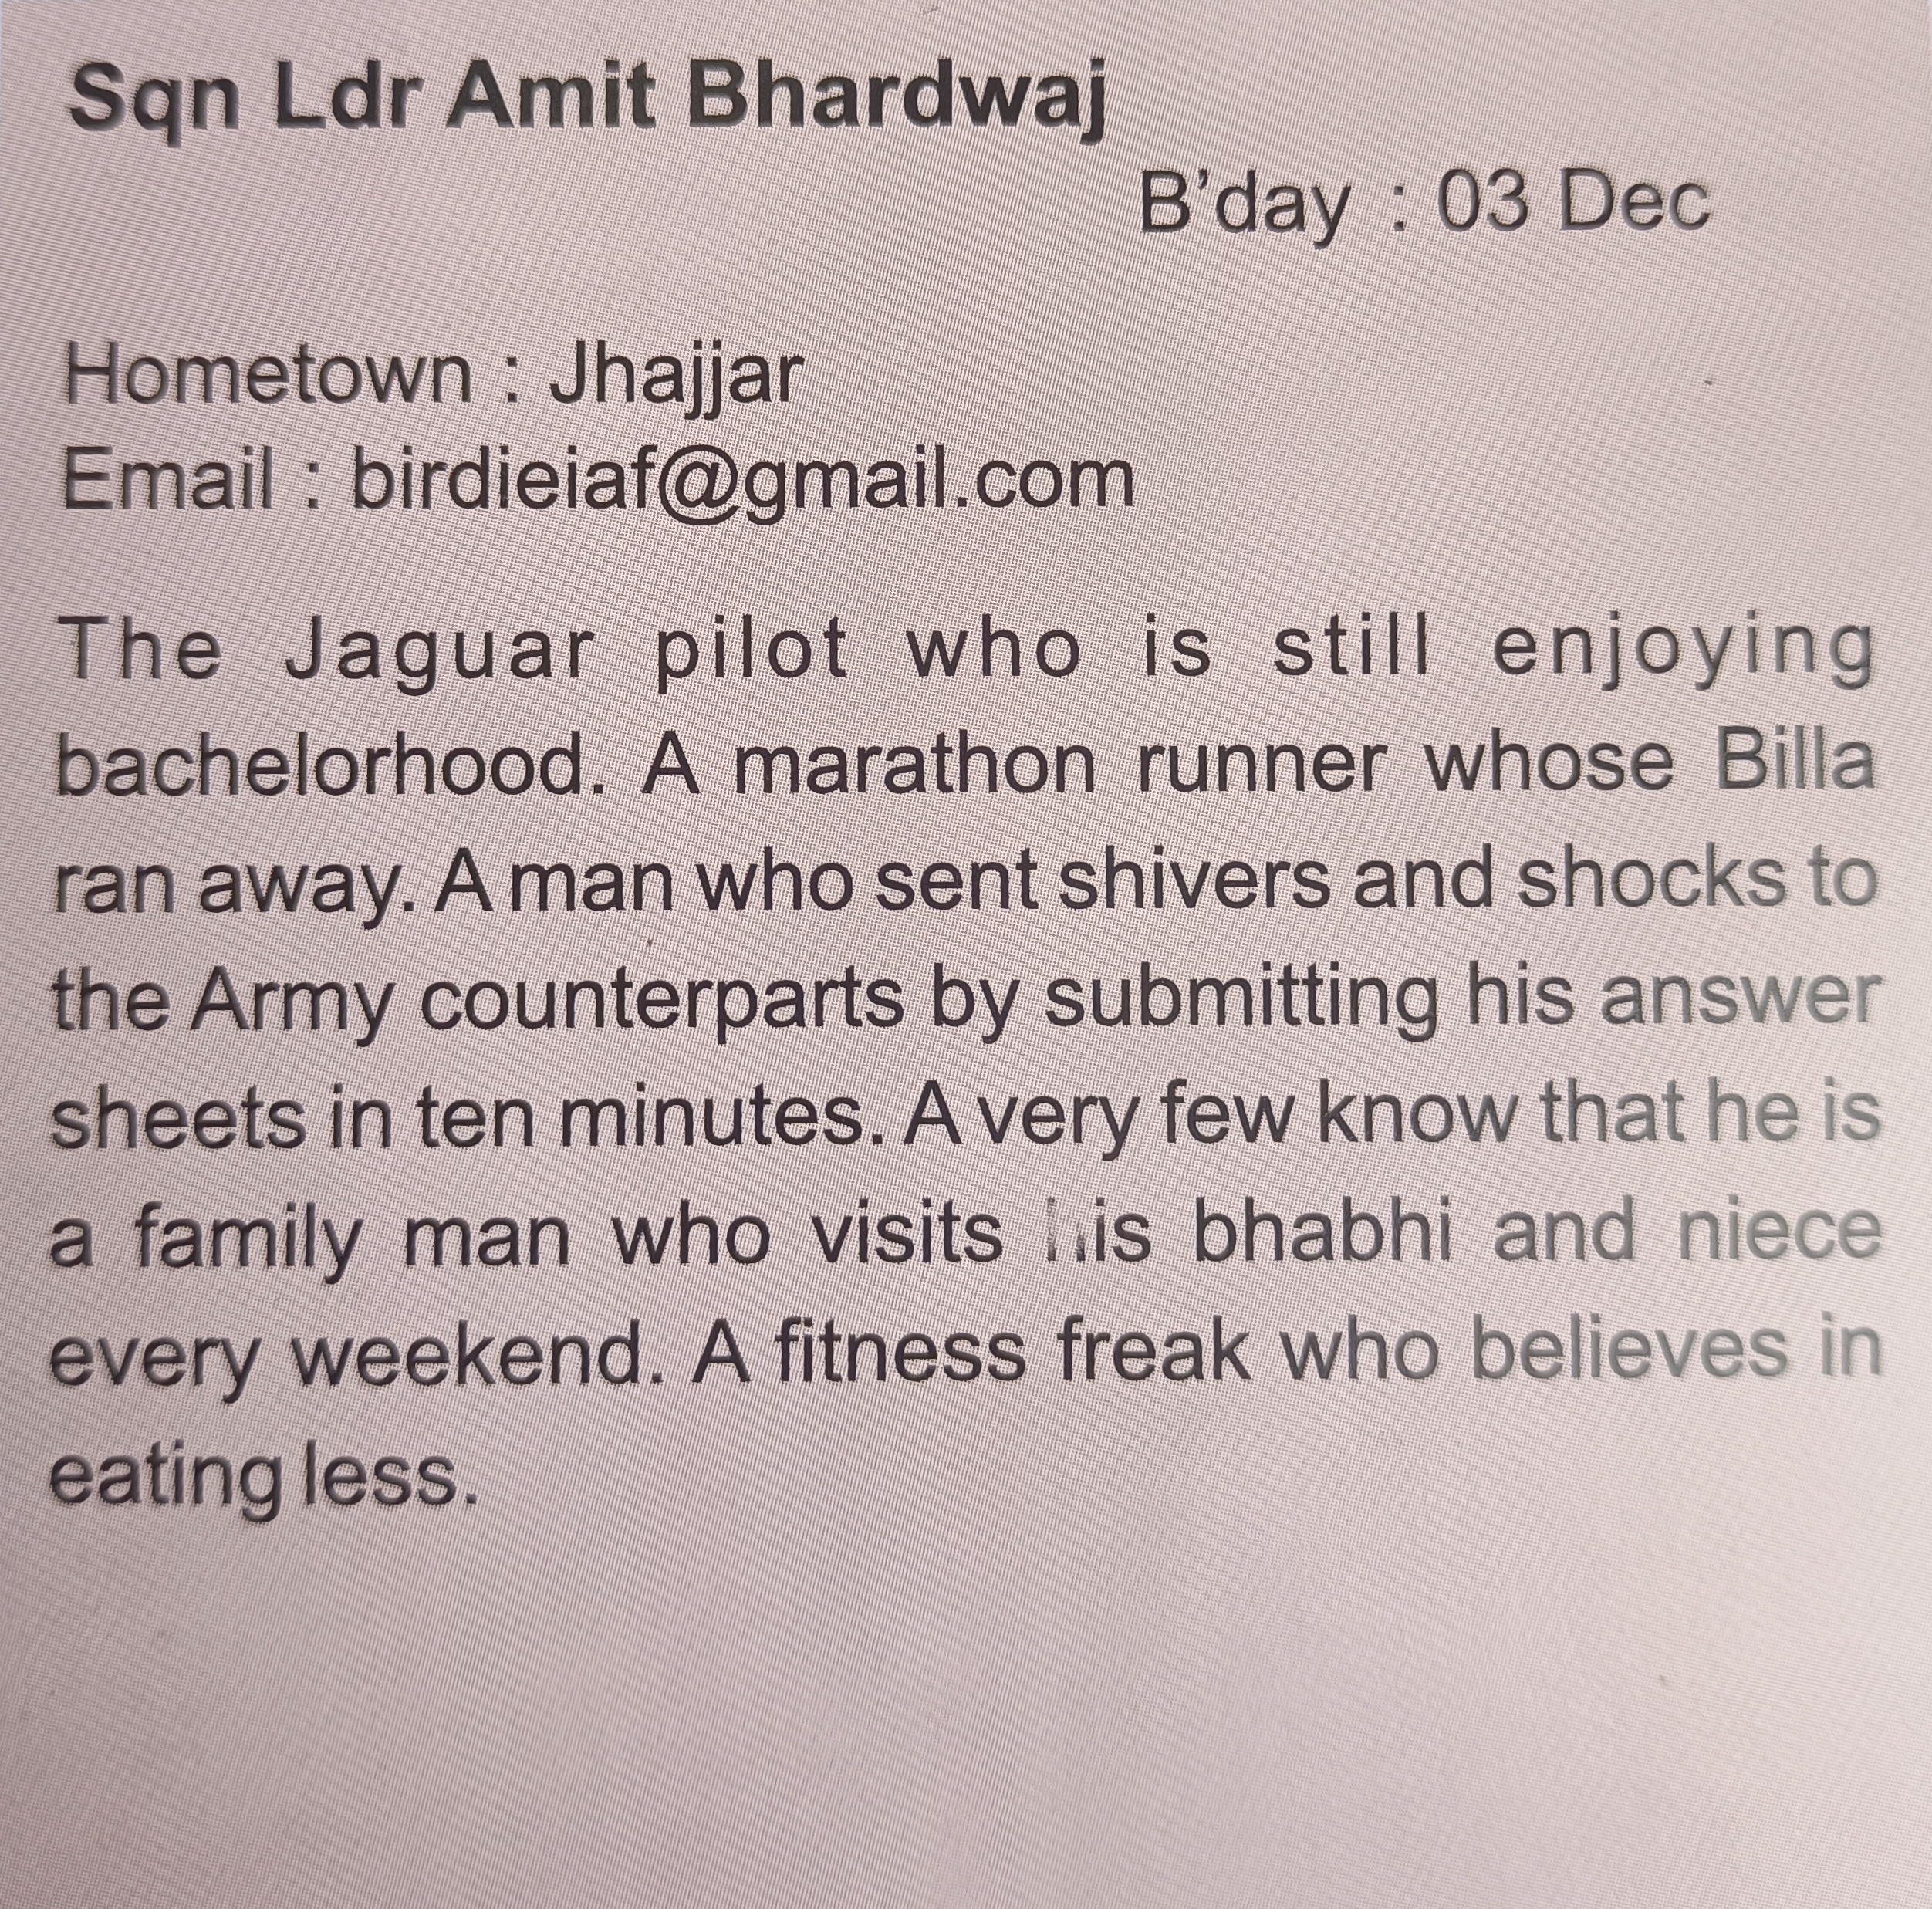 Sqn Ldr Amit Bhardwaj
B’day : 03 Dec
Hometown : Jhajjar
Email : birdieiaf@gmail.com
The Jaguar pilot who is still enjoying
bachelorhood. A marathon runner whose Billa
ran away. A man who sent shivers and shocks to
the Army counterparts by submitting his answer
sheets in ten minutes. A very few know that he is
a family man who visits his bhabhi and niece
every weekend. A fitness freak who believes in
eating less.